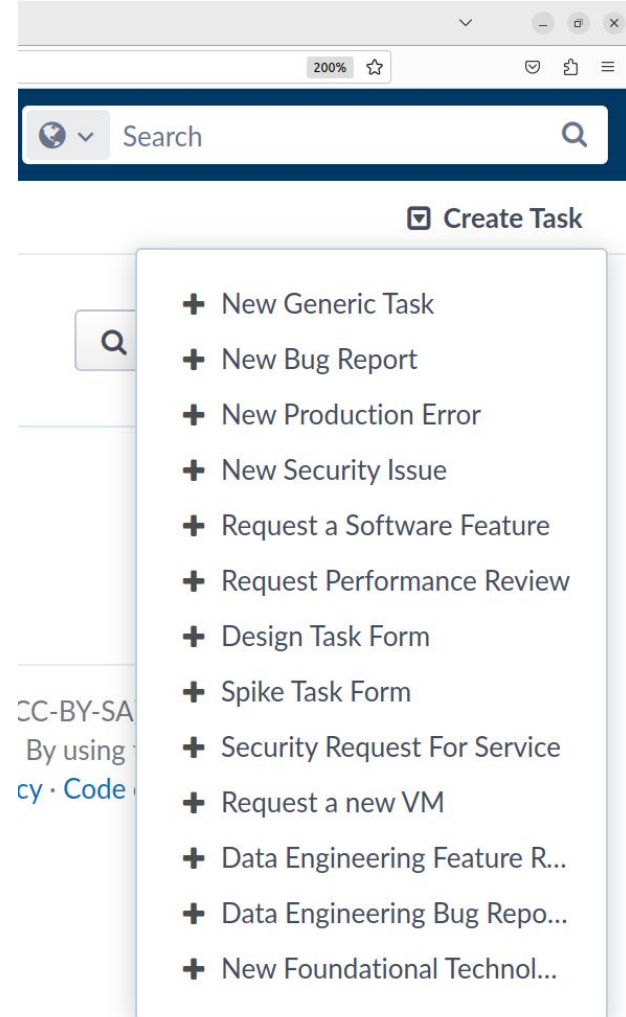 200%
Search
Create Task
New Generic Task
New Bug Report
New Production Error
New Security Issue
Request a Software Feature
Request Performance Review
Design Task Form
Spike Task Form
CC-BY-SA
Security Request For Service
By using
Request a new VM
cy · Code
Data Engineering Feature R...
Data Engineering Bug Repo...
New Foundational Technol...